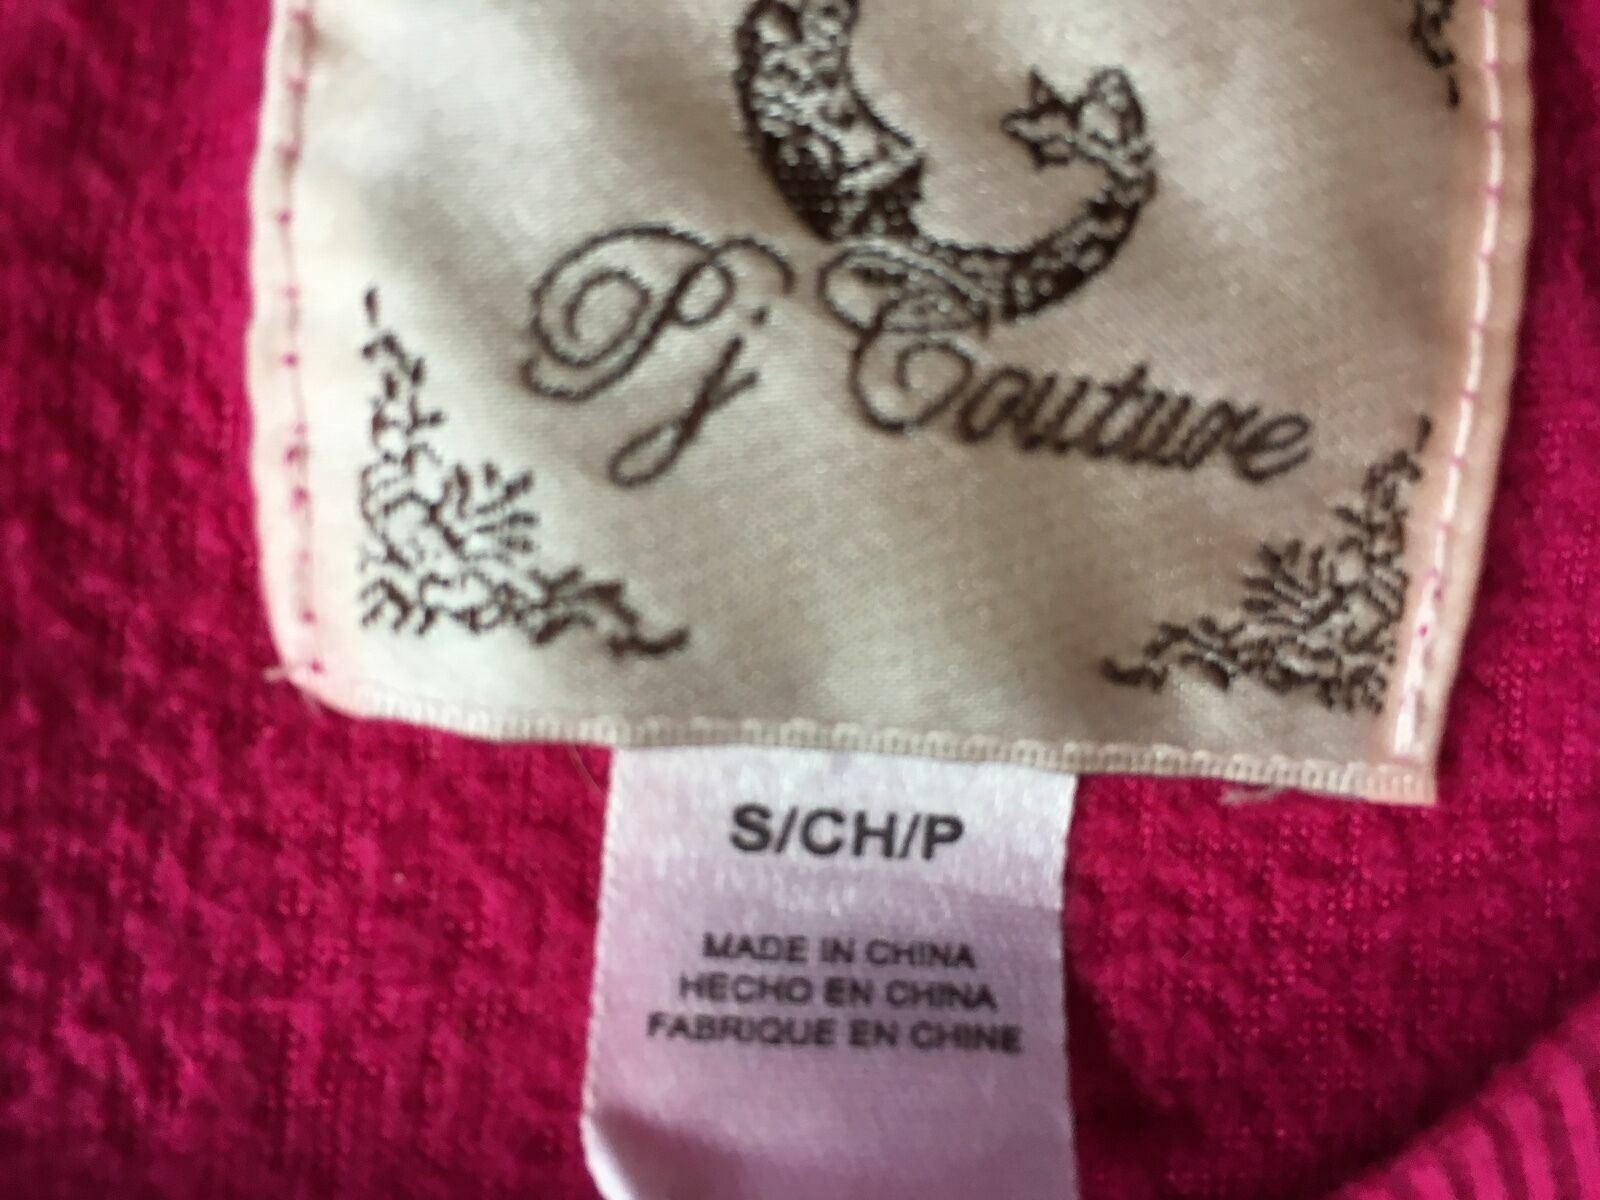 Pj Couture
S/CH/P
MADE IN CHINA
HECHO EN CHINA
FABRIQUE EN CHINE